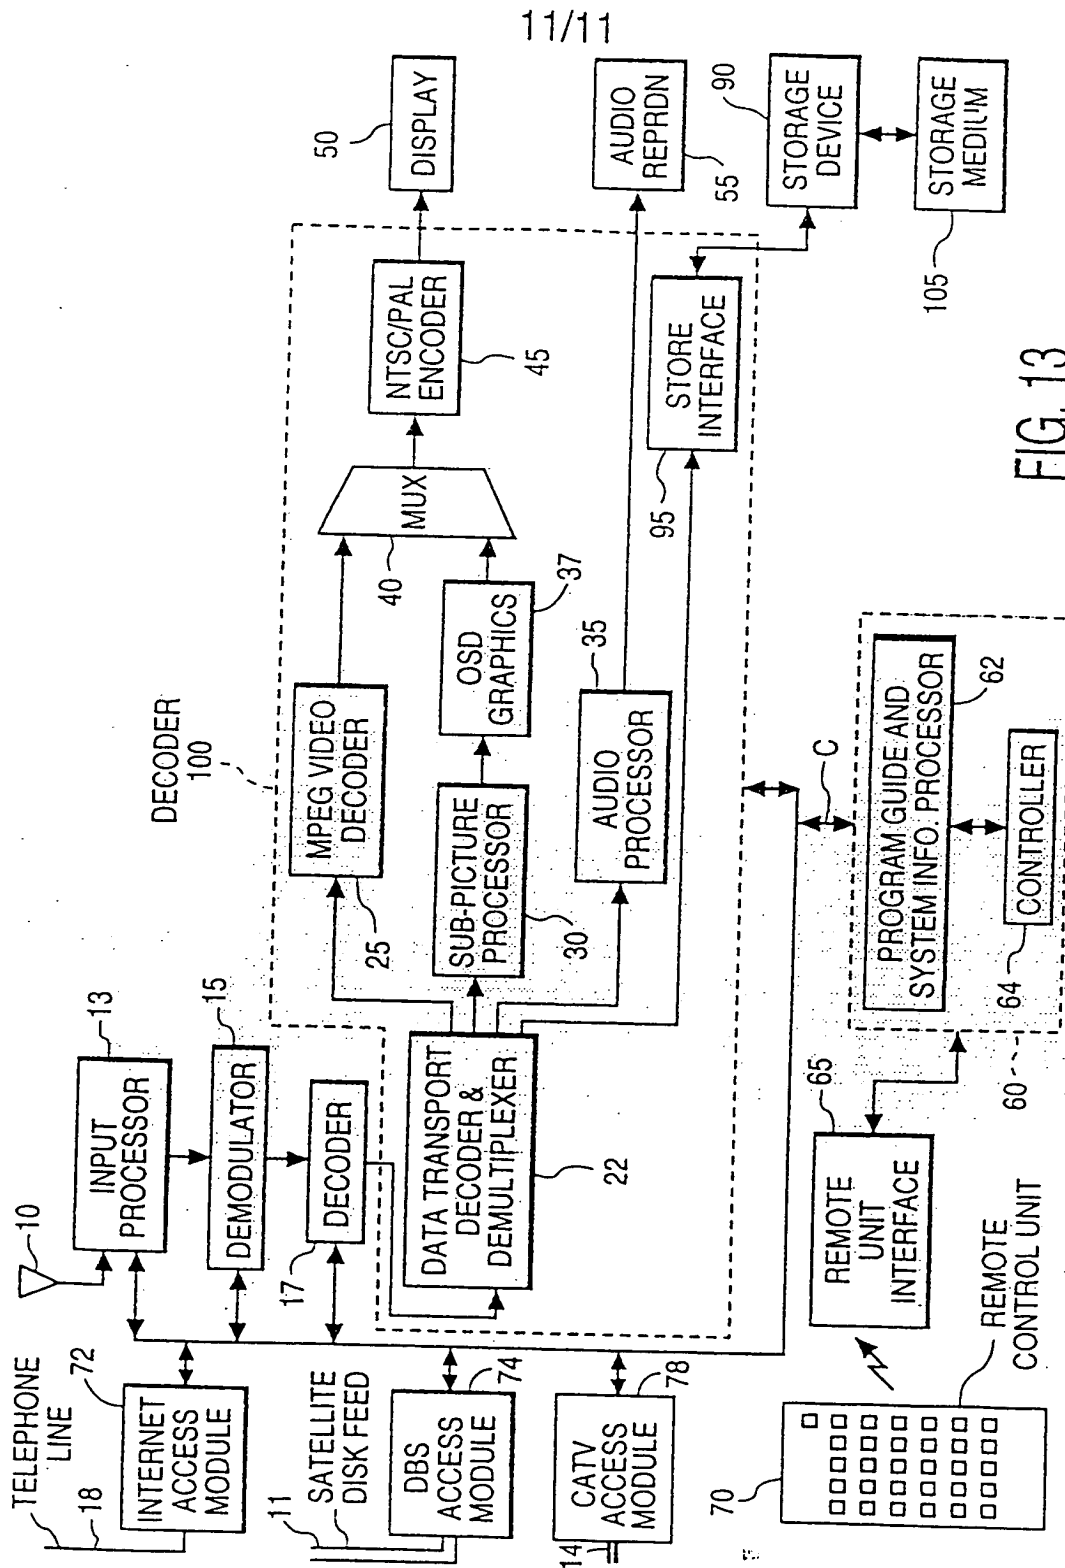 11/11
TELEPHONE
LINE
18
72
INTERNET
ACCESS
MODULE
10
13
INPUT
PROCESSOR
15
DEMODULATOR
17
DECODER
SATELLITE
DISK FEED
11
74
DBS
ACCESS
MODULE
14
78
CATV
ACCESS
MODULE
DECODER
100
DATA TRANSPORT
DECODER &
DEMULTIPLEXER
22
MPEG VIDEO
DECODER
25
SUB-PICTURE
PROCESSOR
30
OSD
GRAPHICS
37
AUDIO
PROCESSOR
35
MUX
40
NTSC/PAL
ENCODER
45
DISPLAY
50
AUDIO
REPRDN
55
STORE
INTERFACE
95
STORAGE
DEVICE
90
STORAGE
MEDIUM
105
C
PROGRAM GUIDE AND
SYSTEM INFO. PROCESSOR
62
CONTROLLER
64
60
REMOTE
UNIT
INTERFACE
65
REMOTE
CONTROL UNIT
70
FIG. 13